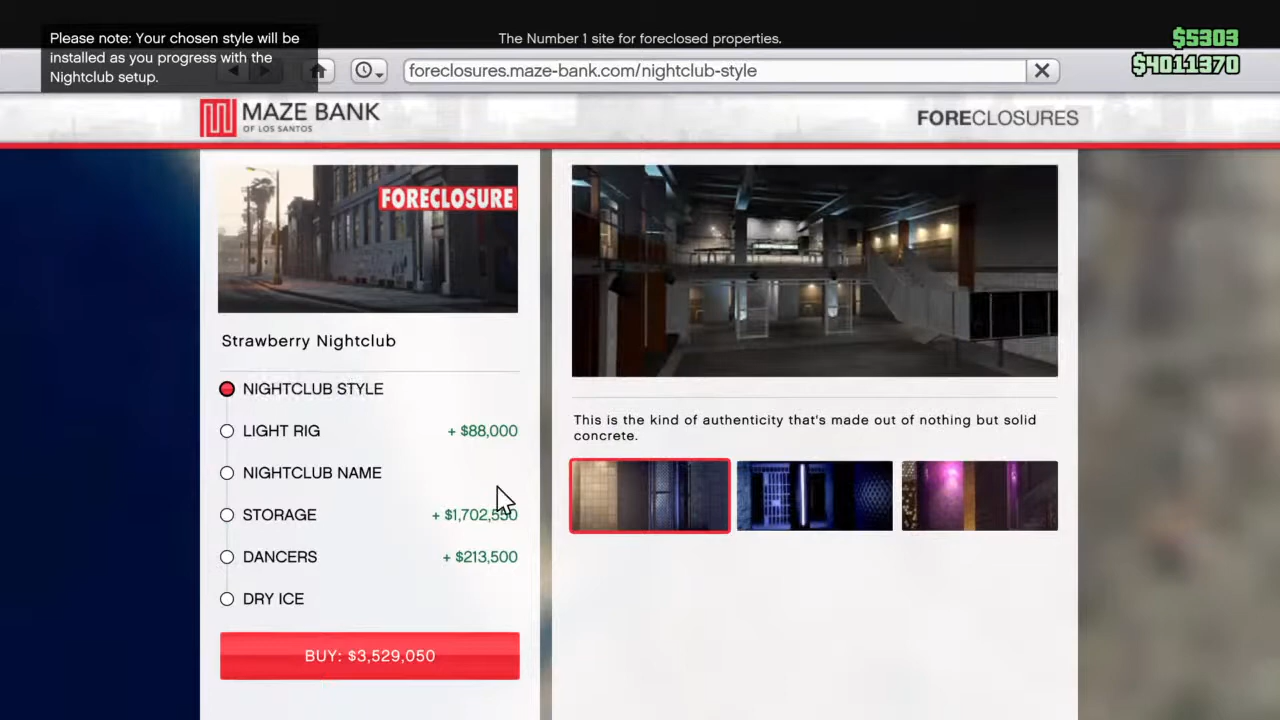 Please note: Your chosen style will be
installed as you progress with the
Nightclub setup.
The Number 1 site for foreclosed properties.
$5303
$4011370
foreclosures.maze-bank.com/nightclub-style
MAZE BANK
OF LOS SANTOS
FORECLOSURES
FORECLOSURE
Strawberry Nightclub
NIGHTCLUB STYLE
LIGHT RIG + $88,000
NIGHTCLUB NAME
STORAGE + $1,702,550
DANCERS + $213,500
DRY ICE
BUY: $3,529,050
This is the kind of authenticity that's made out of nothing but solid
concrete.